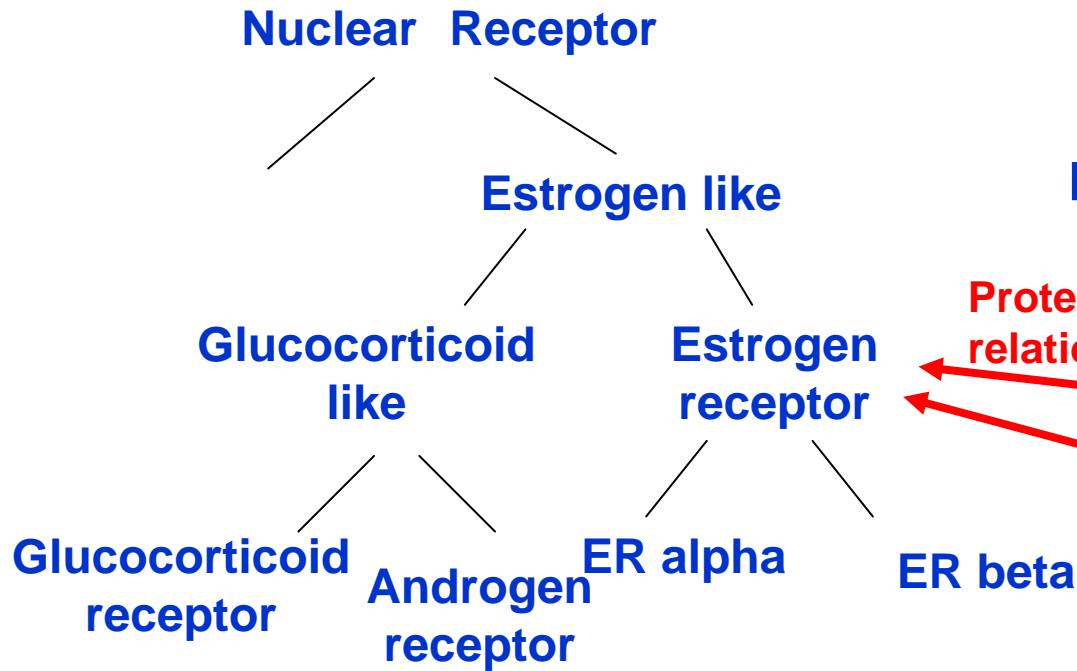 Nuclear Receptor
Estrogen like
Glucocorticoid
like
Estrogen
receptor
Glucocorticoid
receptor
Androgen
receptor
ER alpha
ER beta